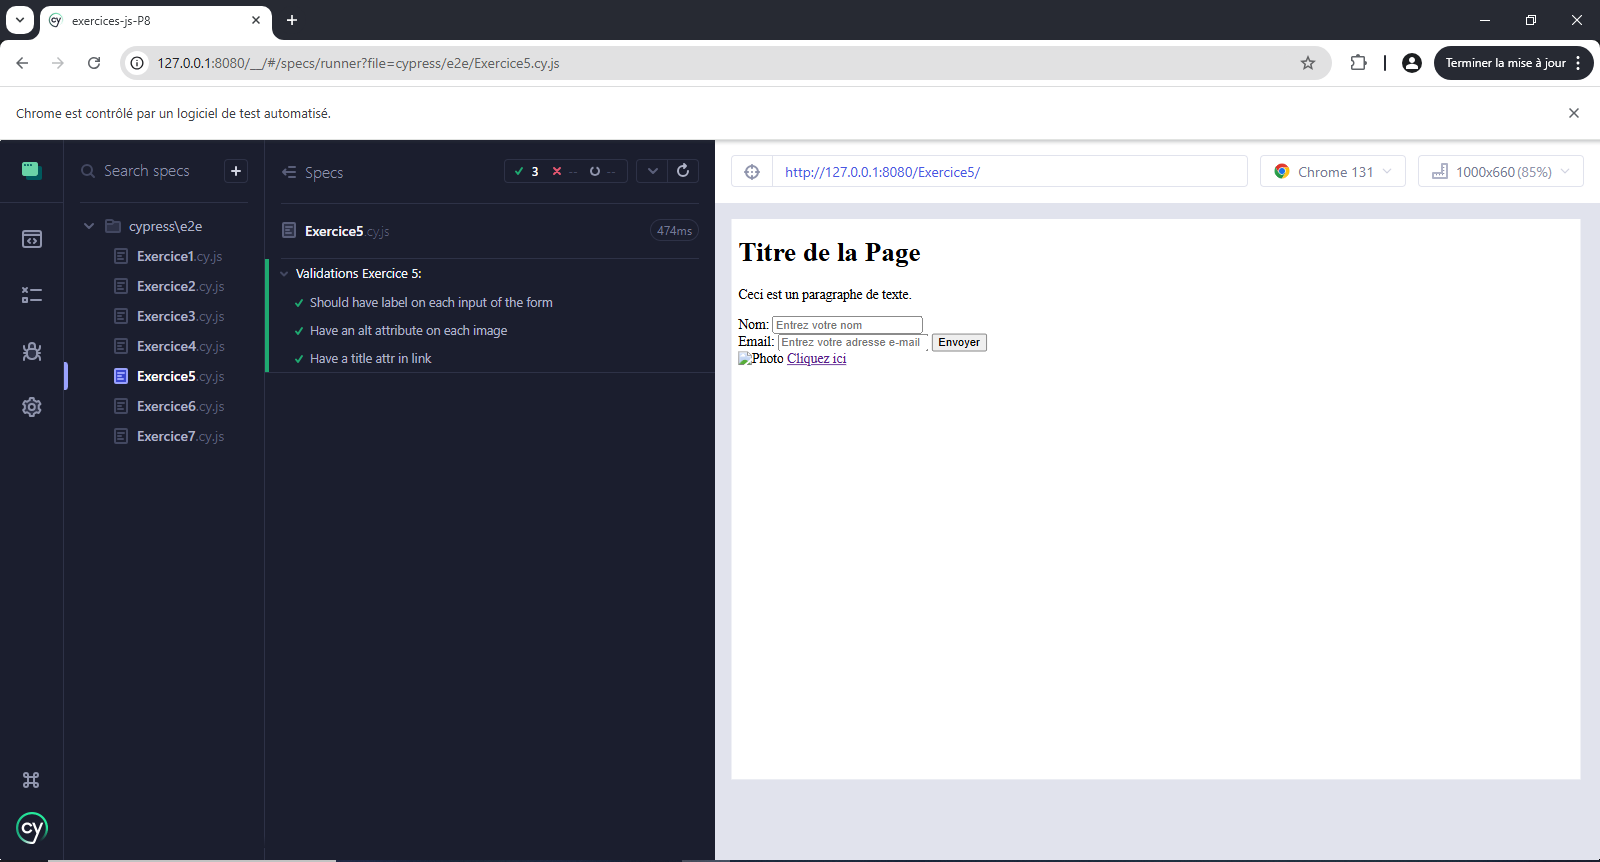 exercices-js-P8
127.0.0.1:8080/__/#/specs/runner?file=cypress/e2e/Exercice5.cy.js
Terminer la mise à jour
Chrome est contrôlé par un logiciel de test automatisé.
Search specs
+
cypress\e2e
Exercice1.cy.js
Exercice2.cy.js
Exercice3.cy.js
Exercice4.cy.js
Exercice5.cy.js
Exercice6.cy.js
Exercice7.cy.js
cy
Specs
3 -- --
Exercice5.cy.js 474ms
Validations Exercice 5:
Should have label on each input of the form
Have an alt attribute on each image
Have a title attr in link
http://127.0.0.1:8080/Exercice5/
Chrome 131
1000x660 (85%)
Titre de la Page
Ceci est un paragraphe de texte.
Nom: Entrez votre nom
Email: Entrez votre adresse e-mail Envoyer
Photo Cliquez ici